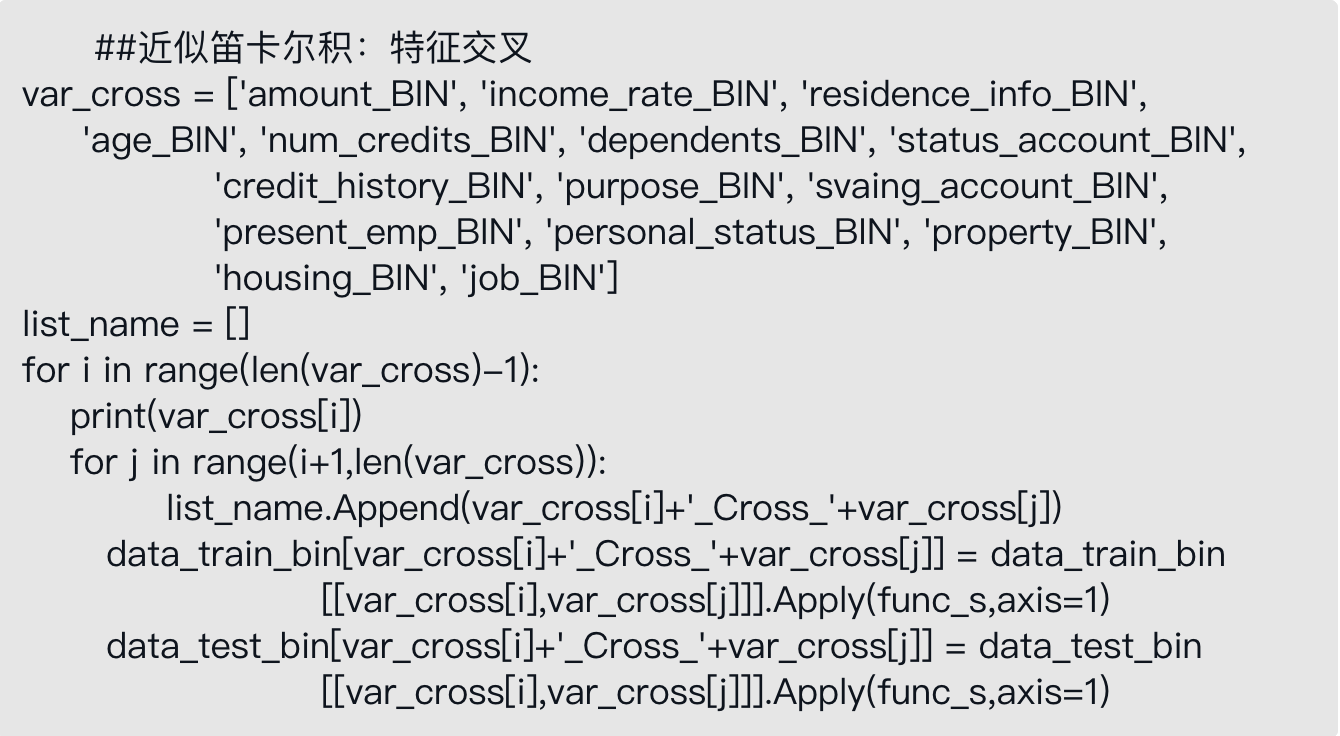 ##近似笛卡尔积：特征交叉
var_cross = ['amount_BIN', 'income_rate_BIN', 'residence_info_BIN',
'age_BIN', 'num_credits_BIN', 'dependents_BIN', 'status_account_BIN',
'credit_history_BIN', 'purpose_BIN', 'svaing_account_BIN',
'present_emp_BIN', 'personal_status_BIN', 'property_BIN',
'housing_BIN', 'job_BIN']
list_name = []
for i in range(len(var_cross)–1):
print(var_cross[i])
for j in range(i+1,len(var_cross)):
list_name.Append(var_cross[i]+'_Cross_'+var_cross[j])
data_train_bin[var_cross[i]+'_Cross_'+var_cross[j]] = data_train_bin
[[var_cross[i],var_cross[j]]].Apply(func_s,axis=1)
data_test_bin[var_cross[i]+'_Cross_'+var_cross[j]] = data_test_bin
[[var_cross[i],var_cross[j]]].Apply(func_s,axis=1)